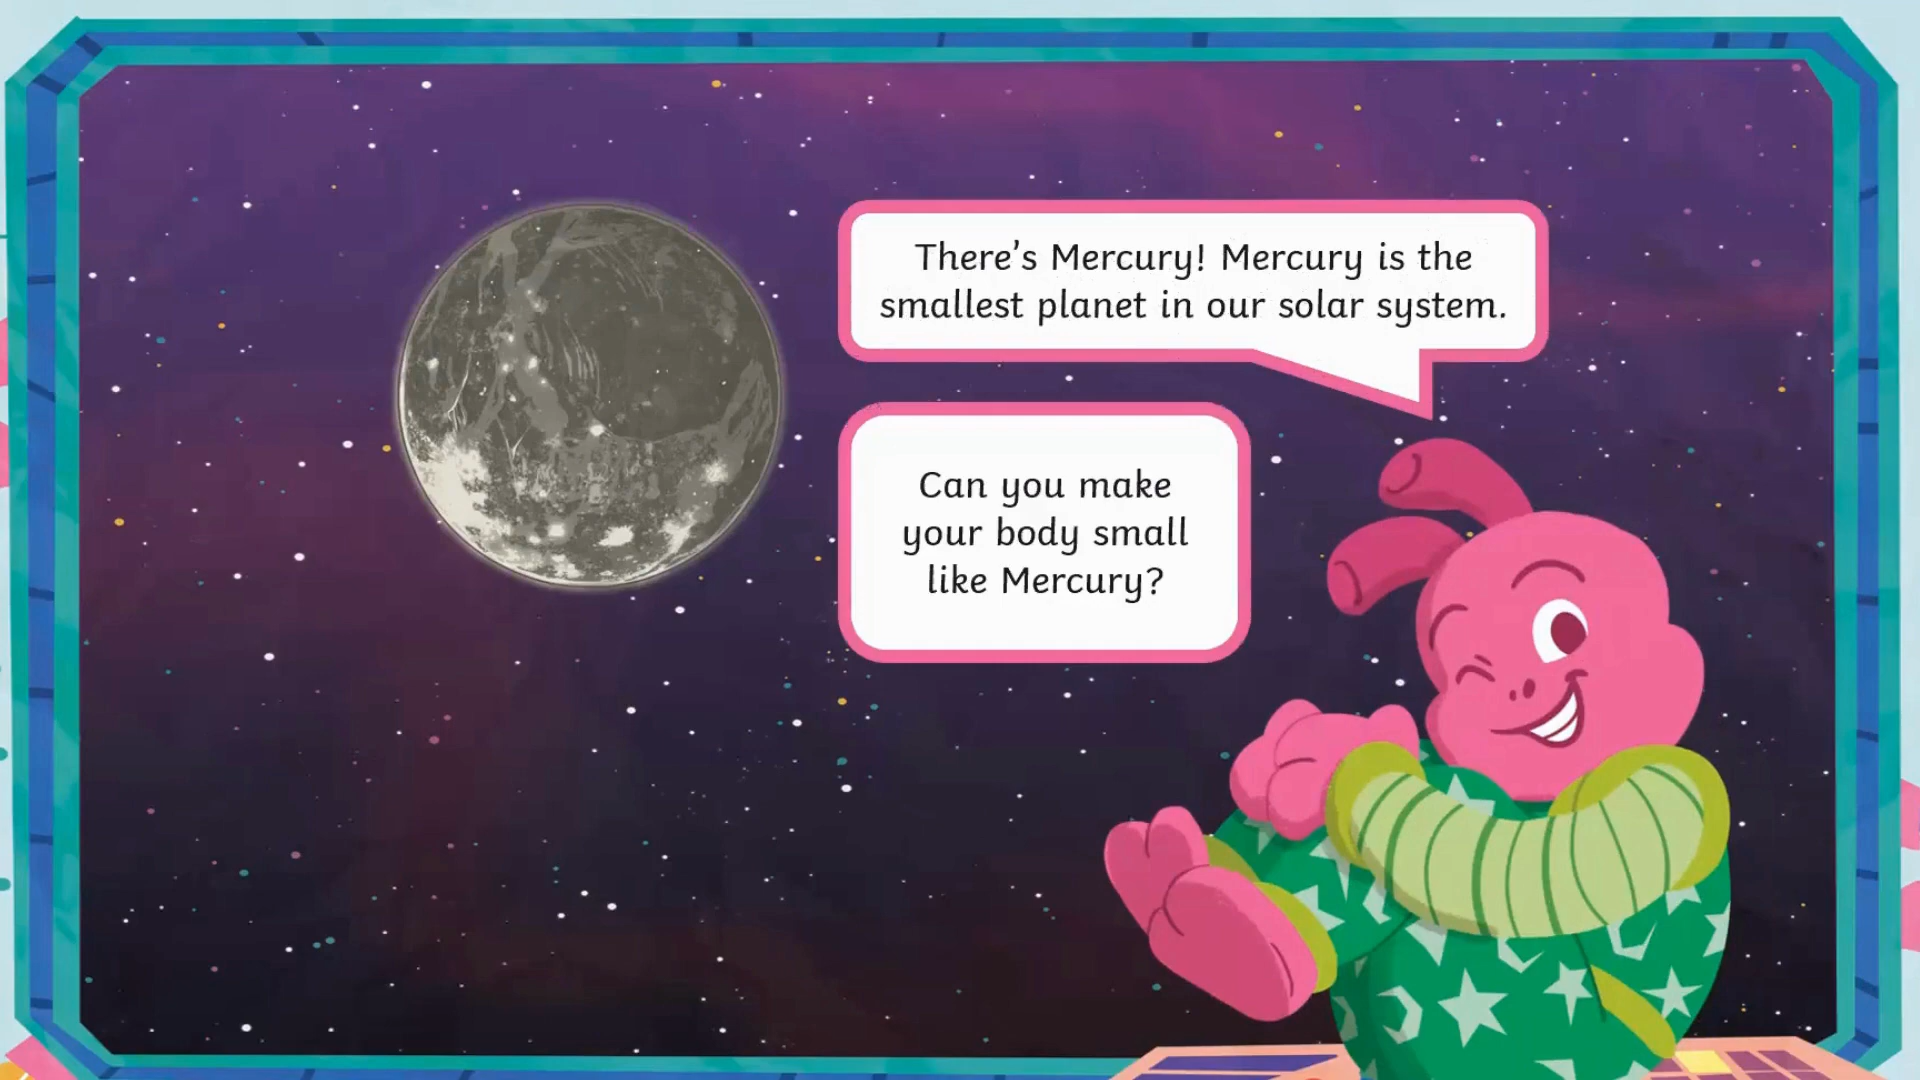 There's Mercury! Mercury is the
smallest planet in our solar system.
Can you make
your body small
like Mercury?